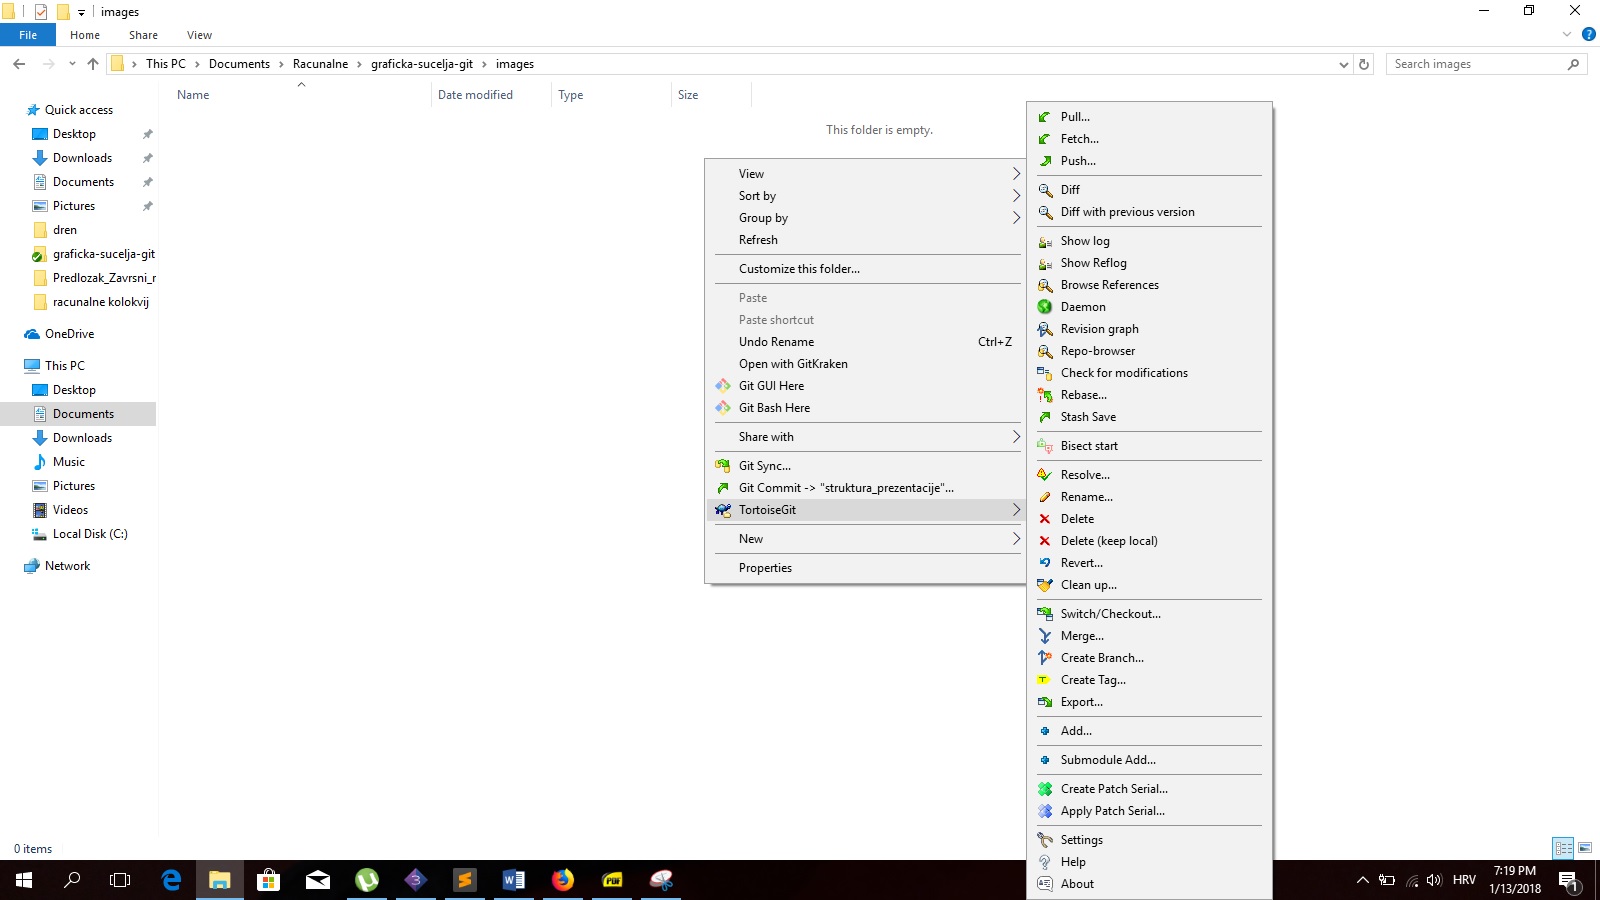 images
File Home Share View
This PC Documents Racunalne graficka-sucelja-git images
Search images
Name Date modified Type Size
This folder is empty.
Quick access
Desktop
Downloads
Documents
Pictures
dren
graficka-sucelja-git
Predlozak_Zavrsni_r
racunalne kolokvij
OneDrive
This PC
Desktop
Documents
Downloads
Music
Pictures
Videos
Local Disk (C:)
Network
View
Sort by
Group by
Refresh
Customize this folder...
Paste
Paste shortcut
Undo Rename Ctrl+Z
Open with GitKraken
Git GUI Here
Git Bash Here
Share with
Git Sync...
Git Commit -> "struktura_prezentacije"...
TortoiseGit
New
Properties
Pull...
Fetch...
Push...
Diff
Diff with previous version
Show log
Show Reflog
Browse References
Daemon
Revision graph
Repo-browser
Check for modifications
Rebase...
Stash Save
Bisect start
Resolve...
Rename...
Delete
Delete (keep local)
Revert...
Clean up...
Switch/Checkout...
Merge...
Create Branch...
Create Tag...
Export...
Add...
Submodule Add...
Create Patch Serial...
Apply Patch Serial...
Settings
Help
About
0 items
PDF
HRV
7:19 PM
1/13/2018
1